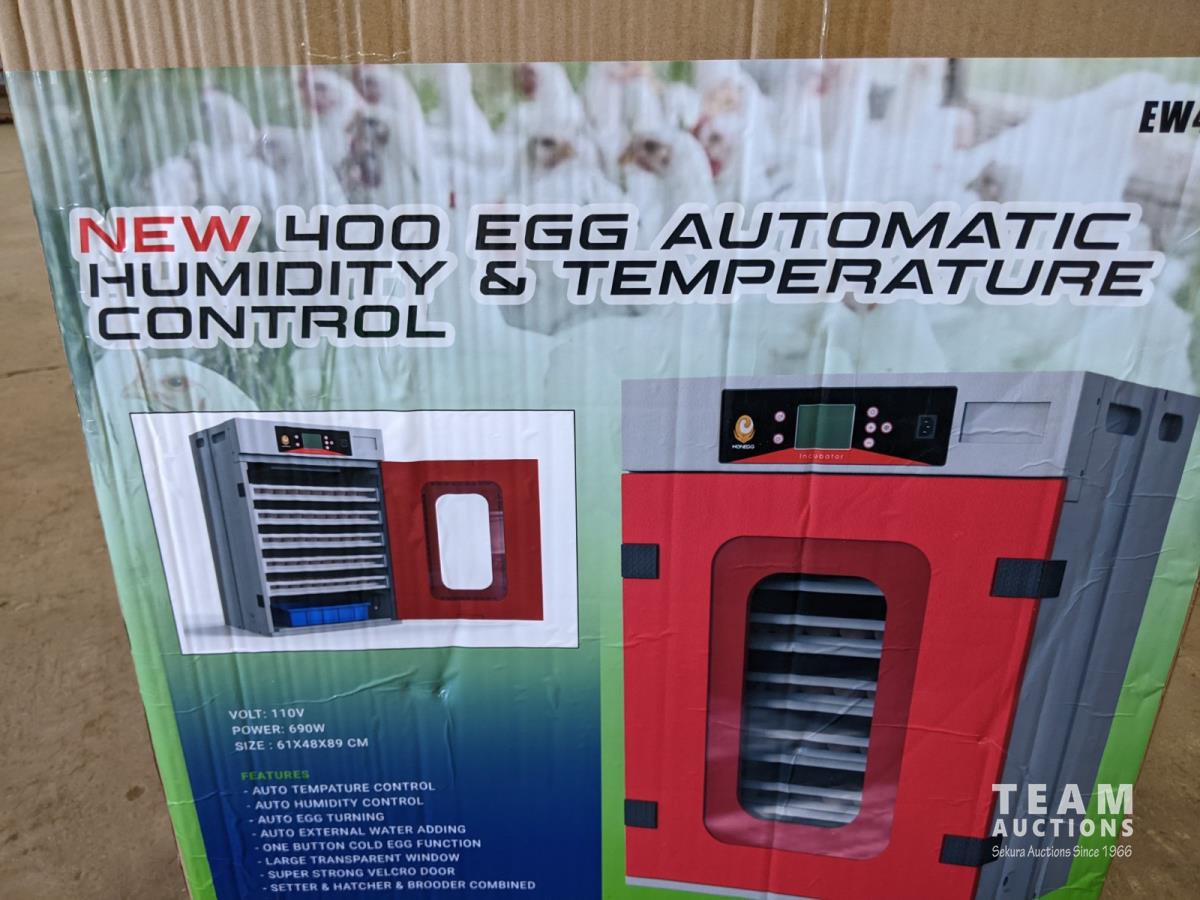 EW4
NEW 400 EGG AUTOMATIC
HUMIDITY & TEMPERATURE
CONTROL
HONEGG
Incubator
VOLT: 110V
POWER: 690W
SIZE : 61X48X89 CM
FEATURES
- AUTO TEMPATURE CONTROL
- AUTO HUMIDITY CONTROL
- AUTO EGG TURNING
- AUTO EXTERNAL WATER ADDING
- ONE BUTTON COLD EGG FUNCTION
- LARGE TRANSPARENT WINDOW
- SUPER STRONG VELCRO DOOR
- SETTER & HATCHER & BROODER COMBINED
TEAM
AUCTIONS
Sekura Auctions Since 1966